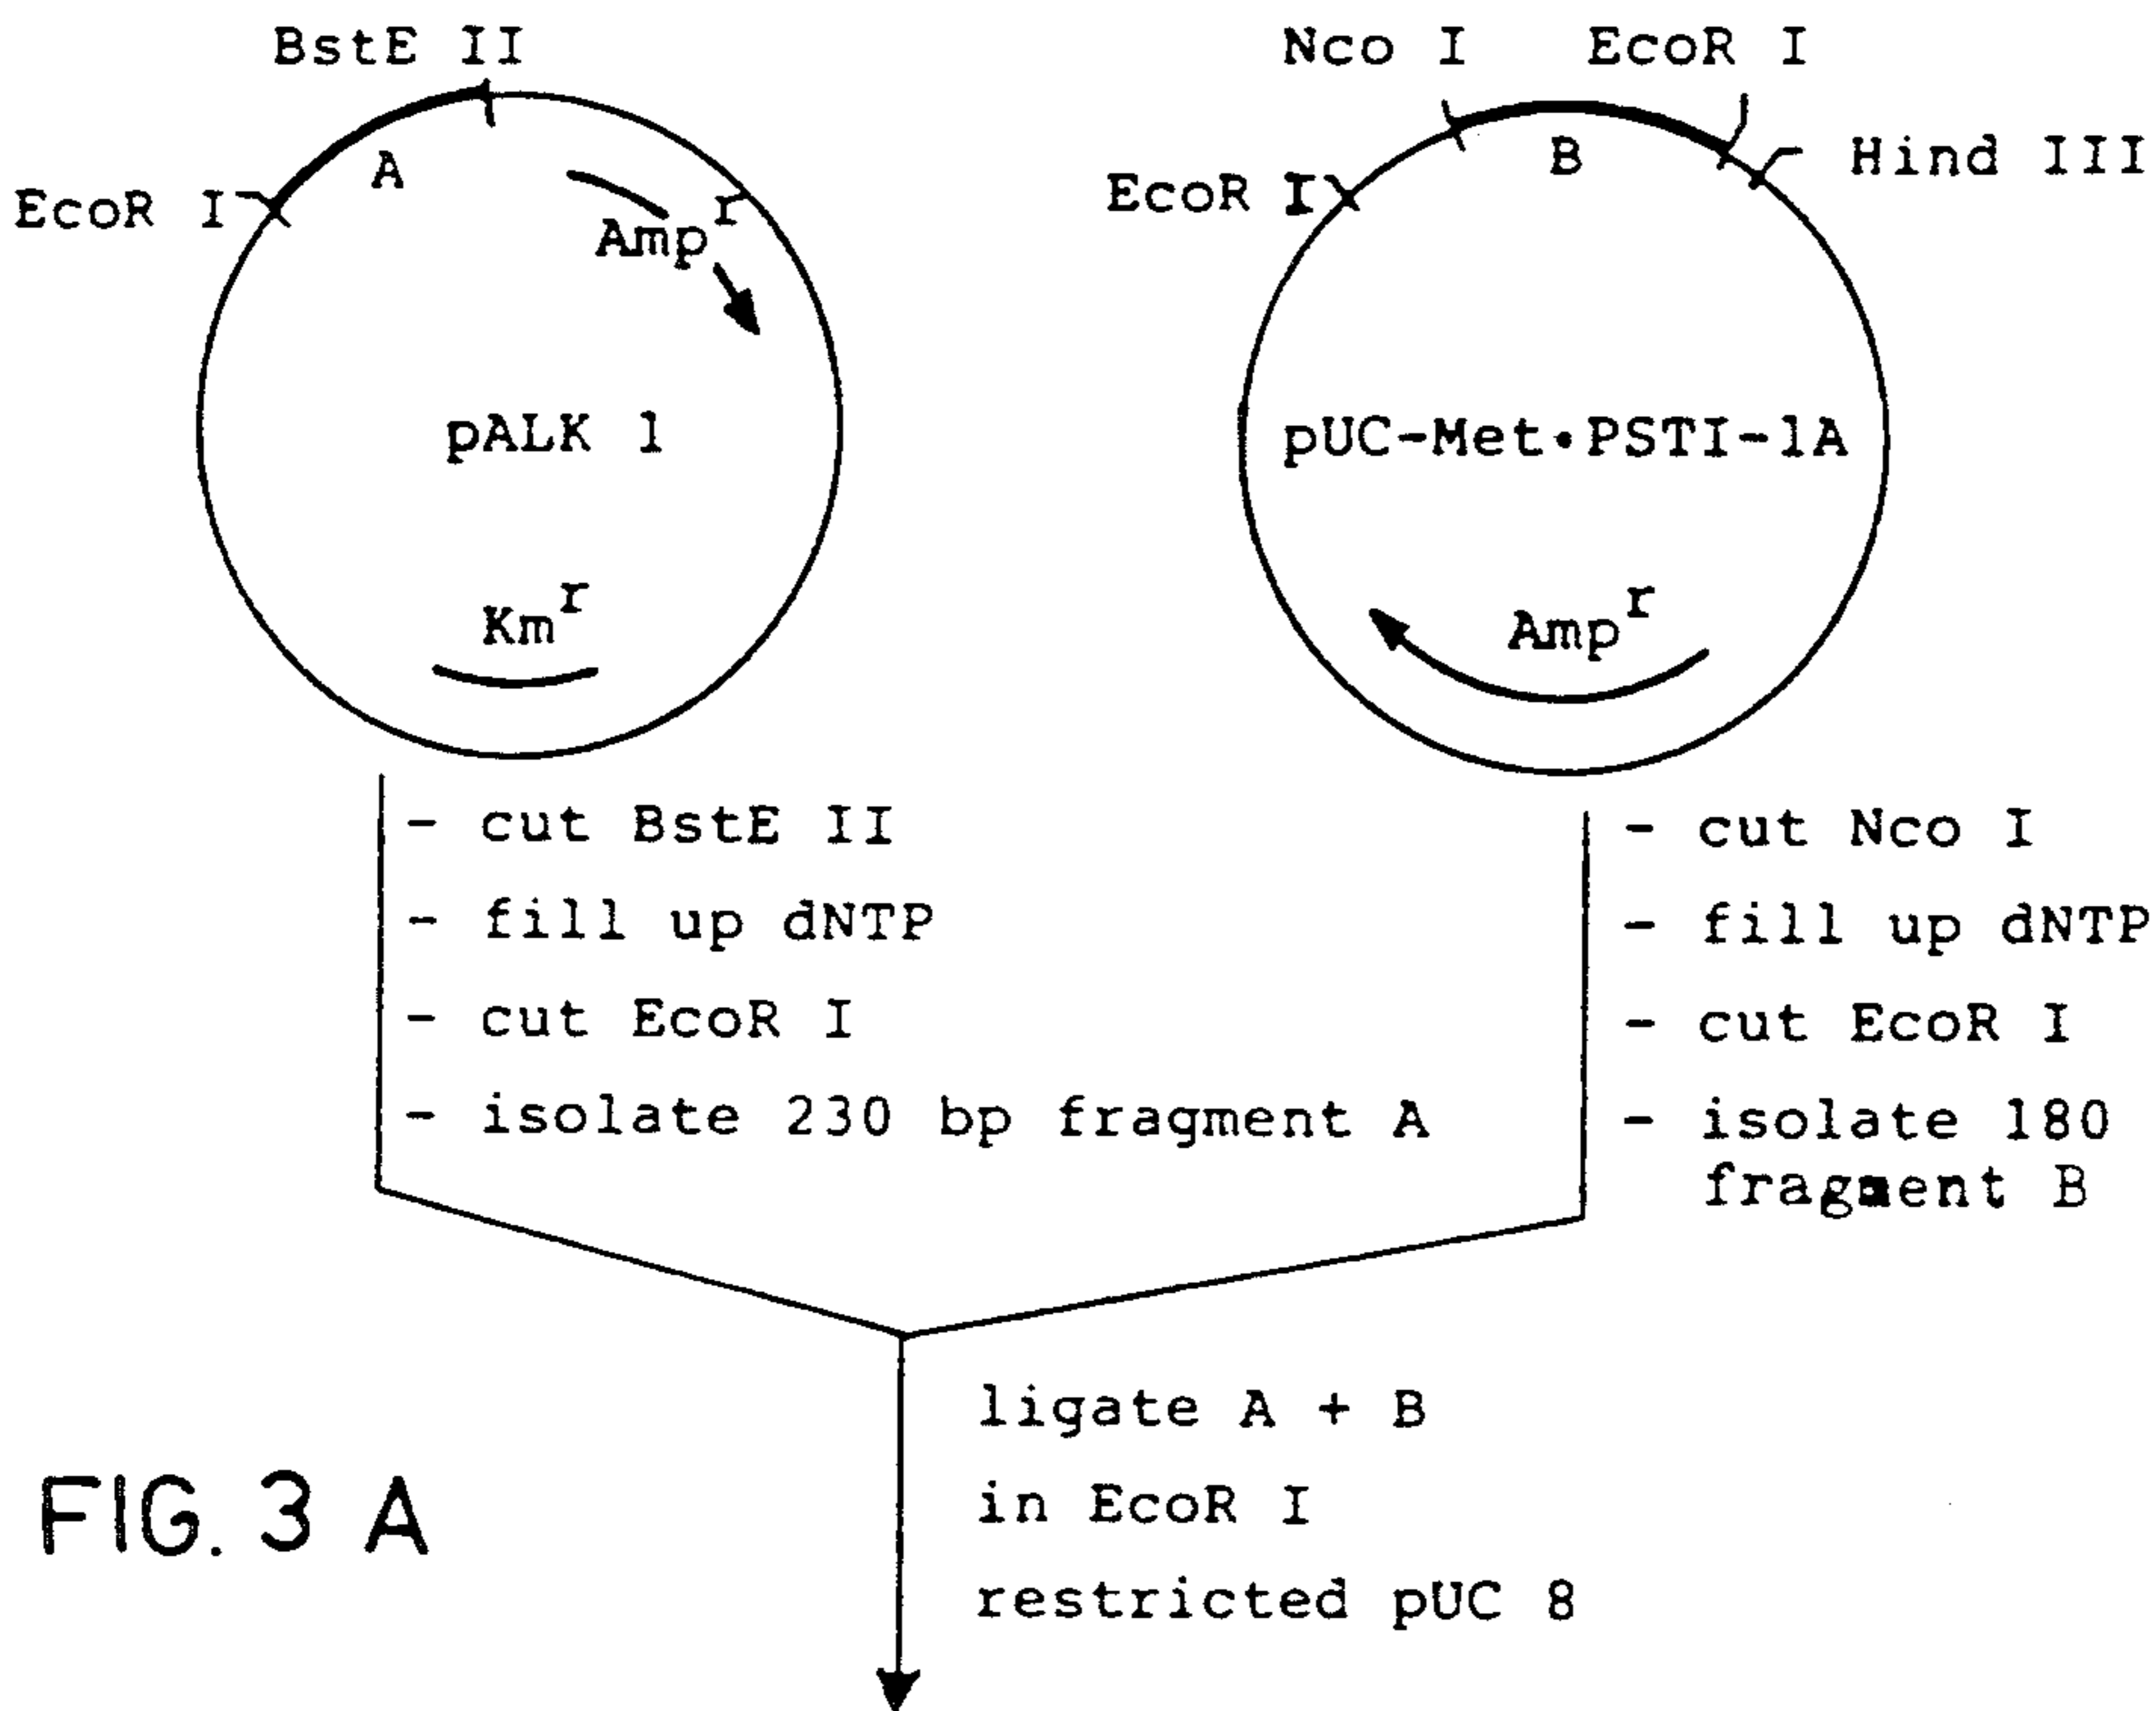 BstE II
EcoR I
A
Amp^r
pALK 1
Km^r
Nco I EcoR I
Hind III
EcoR I
B
pUC-Met•PSTI-1A
Amp^r
- cut BstE II
- fill up dNTP
- cut EcoR I
- isolate 230 bp fragment A
- cut Nco I
- fill up dNTP
- cut EcoR I
- isolate 180
fragment B
ligate A + B
in EcoR I
restricted pUC 8
FIG. 3 A